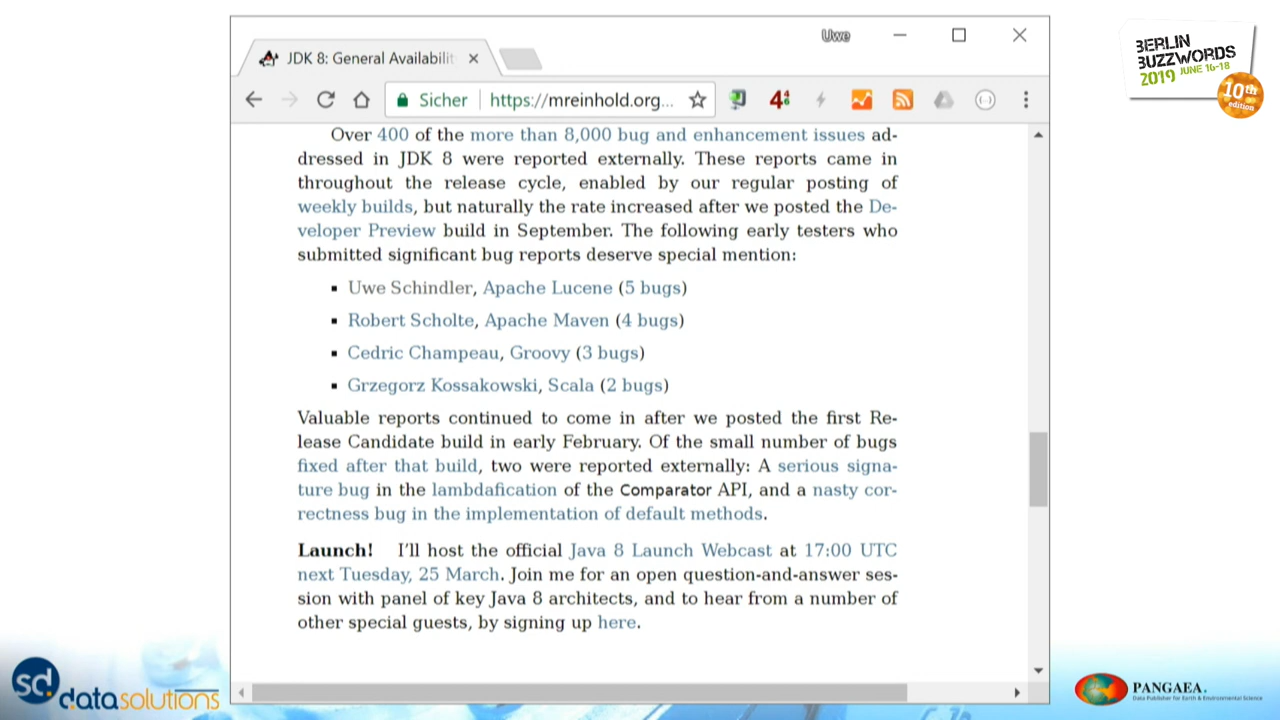 Uwe
JDK 8: General Availabilit
Sicher https://mreinhold.org...
BERLIN
BUZZWORDS
2019 JUNE 16-18
10th
edition
Over 400 of the more than 8,000 bug and enhancement issues ad-
dressed in JDK 8 were reported externally. These reports came in
throughout the release cycle, enabled by our regular posting of
weekly builds, but naturally the rate increased after we posted the De-
veloper Preview build in September. The following early testers who
submitted significant bug reports deserve special mention:
▪ Uwe Schindler, Apache Lucene (5 bugs)
▪ Robert Scholte, Apache Maven (4 bugs)
▪ Cedric Champeau, Groovy (3 bugs)
▪ Grzegorz Kossakowski, Scala (2 bugs)
Valuable reports continued to come in after we posted the first Re-
lease Candidate build in early February. Of the small number of bugs
fixed after that build, two were reported externally: A serious signa-
ture bug in the lambdafication of the Comparator API, and a nasty cor-
rectness bug in the implementation of default methods.
Launch! I'll host the official Java 8 Launch Webcast at 17:00 UTC
next Tuesday, 25 March. Join me for an open question-and-answer ses-
sion with panel of key Java 8 architects, and to hear from a number of
other special guests, by signing up here.
sd datasolutions
PANGAEA.
Data Publisher for Earth & Environmental Science